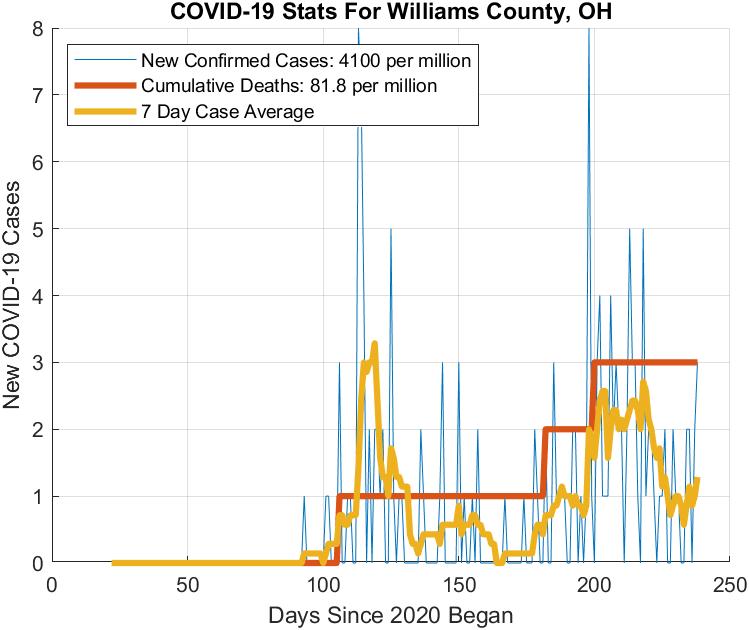 COVID-19 Stats For Williams County, OH
New Confirmed Cases: 4100 per million
Cumulative Deaths: 81.8 per million
7 Day Case Average
New COVID-19 Cases
8
7
6
5
4
3
2
1
0
0 50 100 150 200 250
Days Since 2020 Began